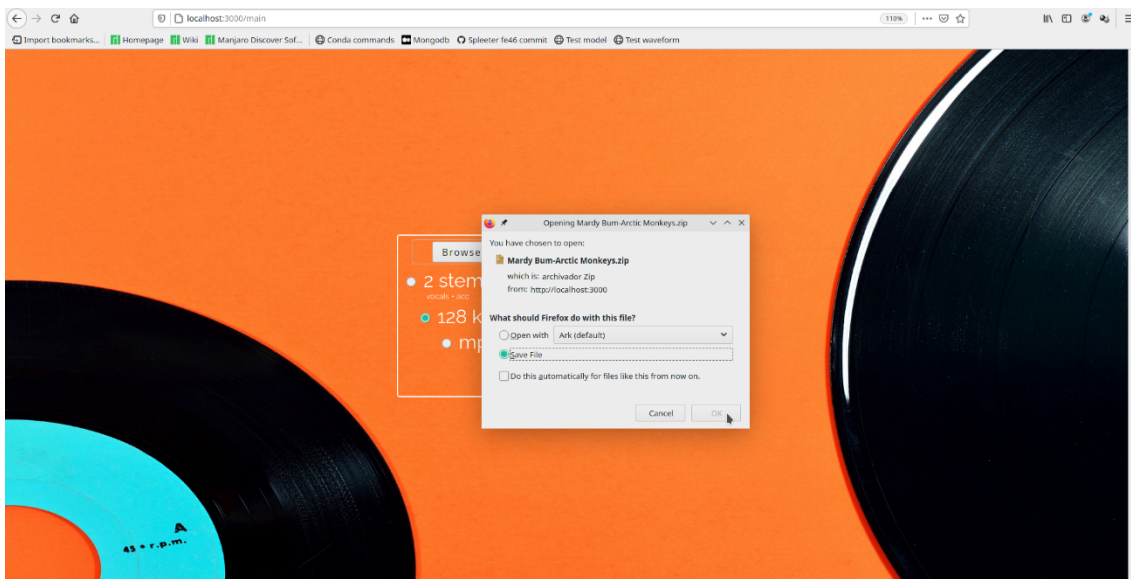 localhost:3000/main
110%
Import bookmarks... Homepage Wiki Manjaro Discover Sof... Conda commands Mongodb Spleeter fe46 commit Test model Test waveform
Opening Mardy Bum-Arctic Monkeys.zip
You have chosen to open:
Mardy Bum-Arctic Monkeys.zip
which is: archivador Zip
from: http://localhost:3000
What should Firefox do with this file?
Open with Ark (default)
Save File
Do this automatically for files like this from now on.
Cancel OK
Browse
2 stem
vocals + acc
128 k
mp
A
45 • r.p.m.